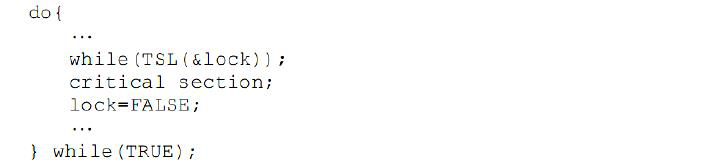 do{
...
while(TSL(&lock));
critical section;
lock=FALSE;
...
} while(TRUE);